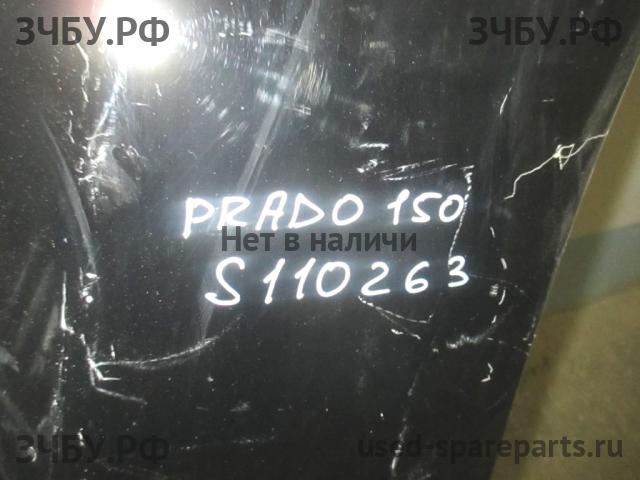 ЗЧБУ.РФ ЗЧБУ.РФ
PRADO 150
Нет в наличи
S110263
ЗЧБУ.РФ used-spareparts.ru